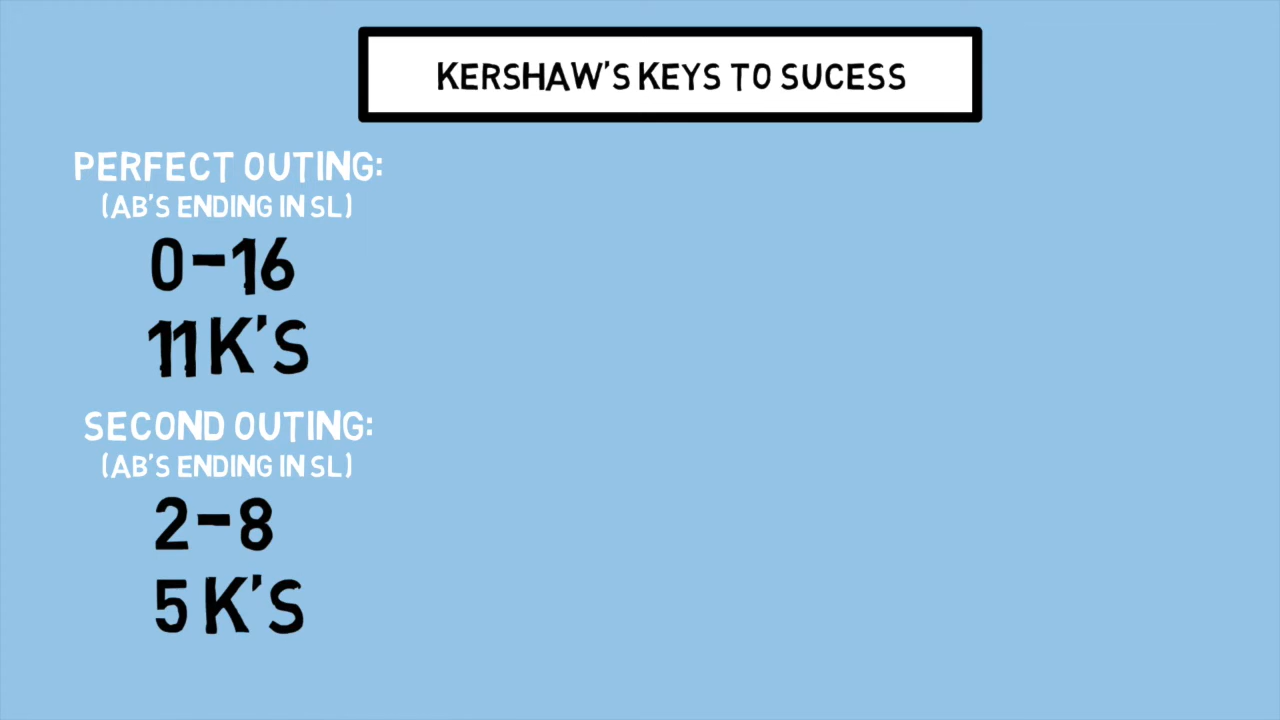 KERSHAW'S KEYS TO SUCESS
PERFECT OUTING:
(AB'S ENDING IN SL)
0-16
11 K'S
SECOND OUTING:
(AB'S ENDING IN SL)
2-8
5 K'S